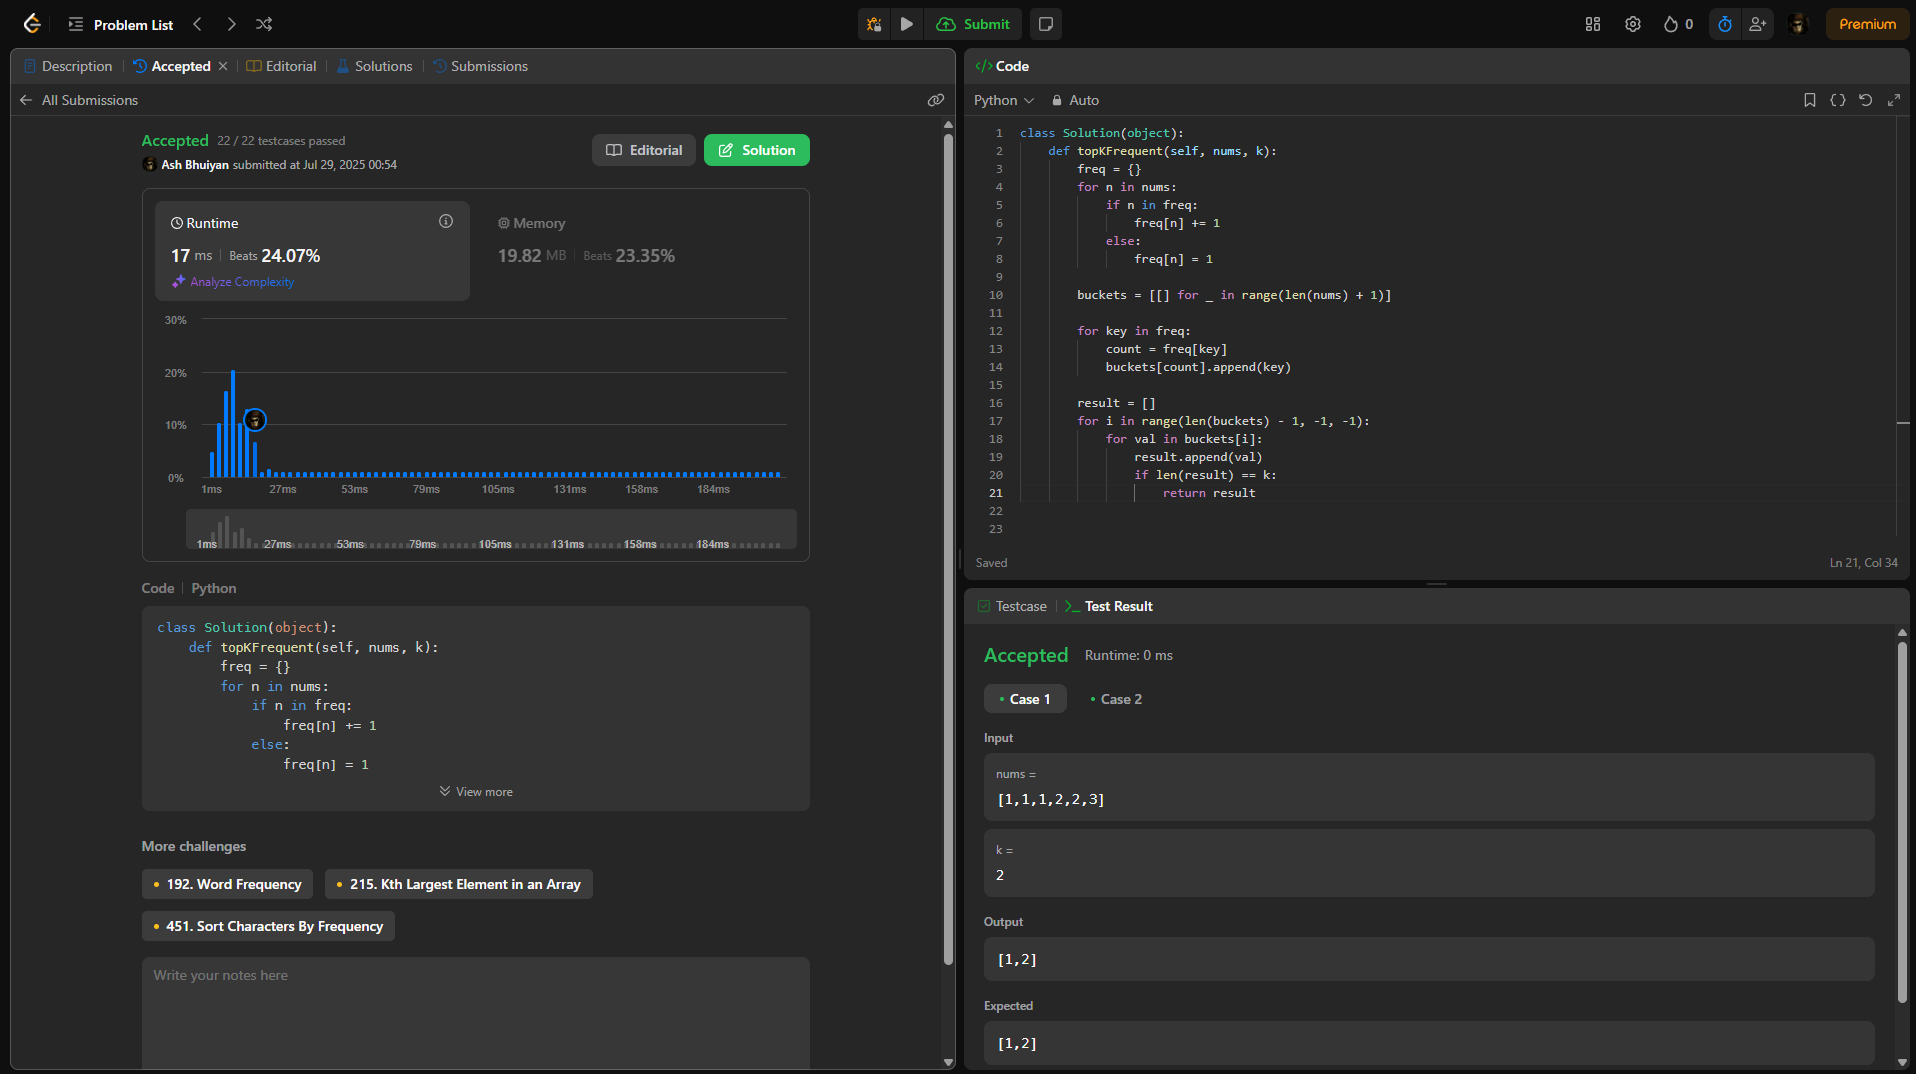 Problem List
Submit
0
Premium
Description
Accepted
Editorial
Solutions
Submissions
All Submissions
Accepted 22 / 22 testcases passed
Ash Bhuiyan submitted at Jul 29, 2025 00:54
Editorial
Solution
Runtime
17 ms Beats 24.07%
Analyze Complexity
Memory
19.82 MB Beats 23.35%
30%
20%
10%
0%
1ms 27ms 53ms 79ms 105ms 131ms 158ms 184ms
1ms 27ms 53ms 79ms 105ms 131ms 158ms 184ms
Code Python
class Solution(object):
    def topKFrequent(self, nums, k):
        freq = {}
        for n in nums:
            if n in freq:
                freq[n] += 1
            else:
                freq[n] = 1
View more
More challenges
192. Word Frequency
215. Kth Largest Element in an Array
451. Sort Characters By Frequency
Write your notes here
</> Code
Python Auto
1 class Solution(object):
2     def topKFrequent(self, nums, k):
3         freq = {}
4         for n in nums:
5             if n in freq:
6                 freq[n] += 1
7             else:
8                 freq[n] = 1
9
10         buckets = [[] for _ in range(len(nums) + 1)]
11
12         for key in freq:
13             count = freq[key]
14             buckets[count].append(key)
15
16         result = []
17         for i in range(len(buckets) - 1, -1, -1):
18             for val in buckets[i]:
19                 result.append(val)
20                 if len(result) == k:
21                     return result
22
23
Saved
Ln 21, Col 34
Testcase
Test Result
Accepted Runtime: 0 ms
Case 1
Case 2
Input
nums =
[1,1,1,2,2,3]
k =
2
Output
[1,2]
Expected
[1,2]